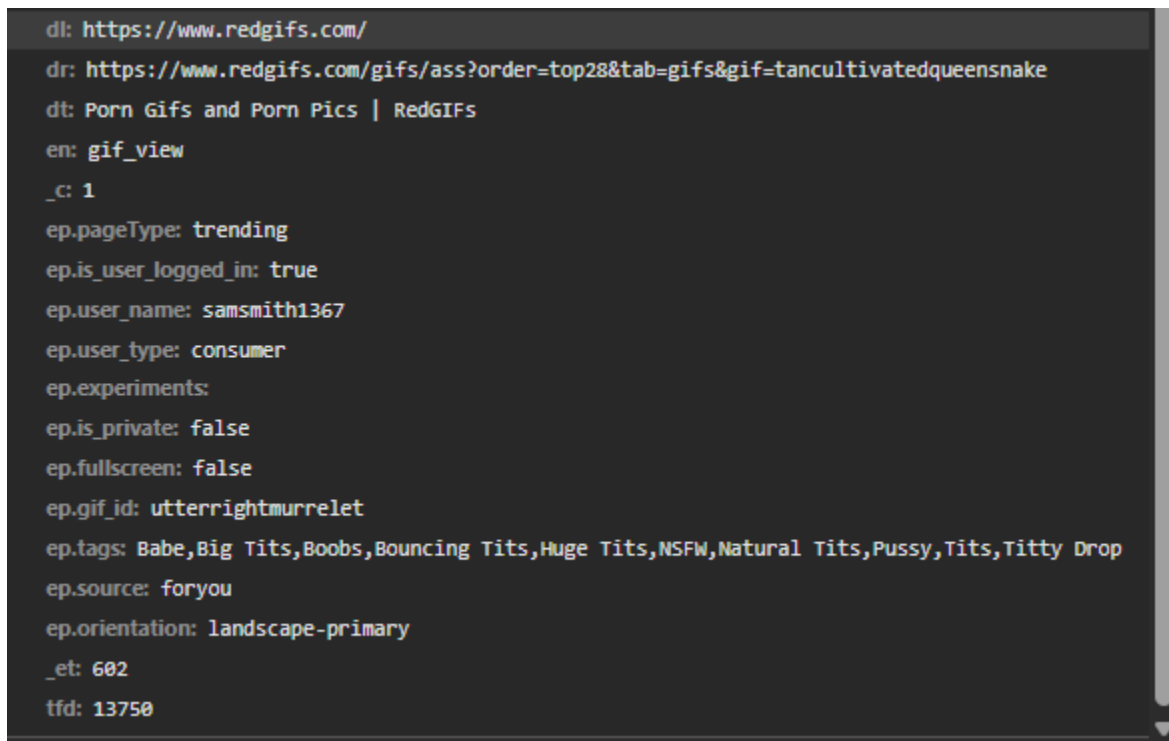 dl: https://www.redgifs.com/
dr: https://www.redgifs.com/gifs/ass?order=top28&tab=gifs&gif=tancultivatedqueensnake
dt: Porn Gifs and Porn Pics | RedGIFs
en: gif_view
_c: 1
ep.pageType: trending
ep.is_user_logged_in: true
ep.user_name: samsmith1367
ep.user_type: consumer
ep.experiments:
ep.is_private: false
ep.fullscreen: false
ep.gif_id: utterrightmurrelet
ep.tags: Babe,Big Tits,Boobs,Bouncing Tits,Huge Tits,NSFW,Natural Tits,Pussy,Tits,Titty Drop
ep.source: foryou
ep.orientation: landscape-primary
_et: 602
tfd: 13750